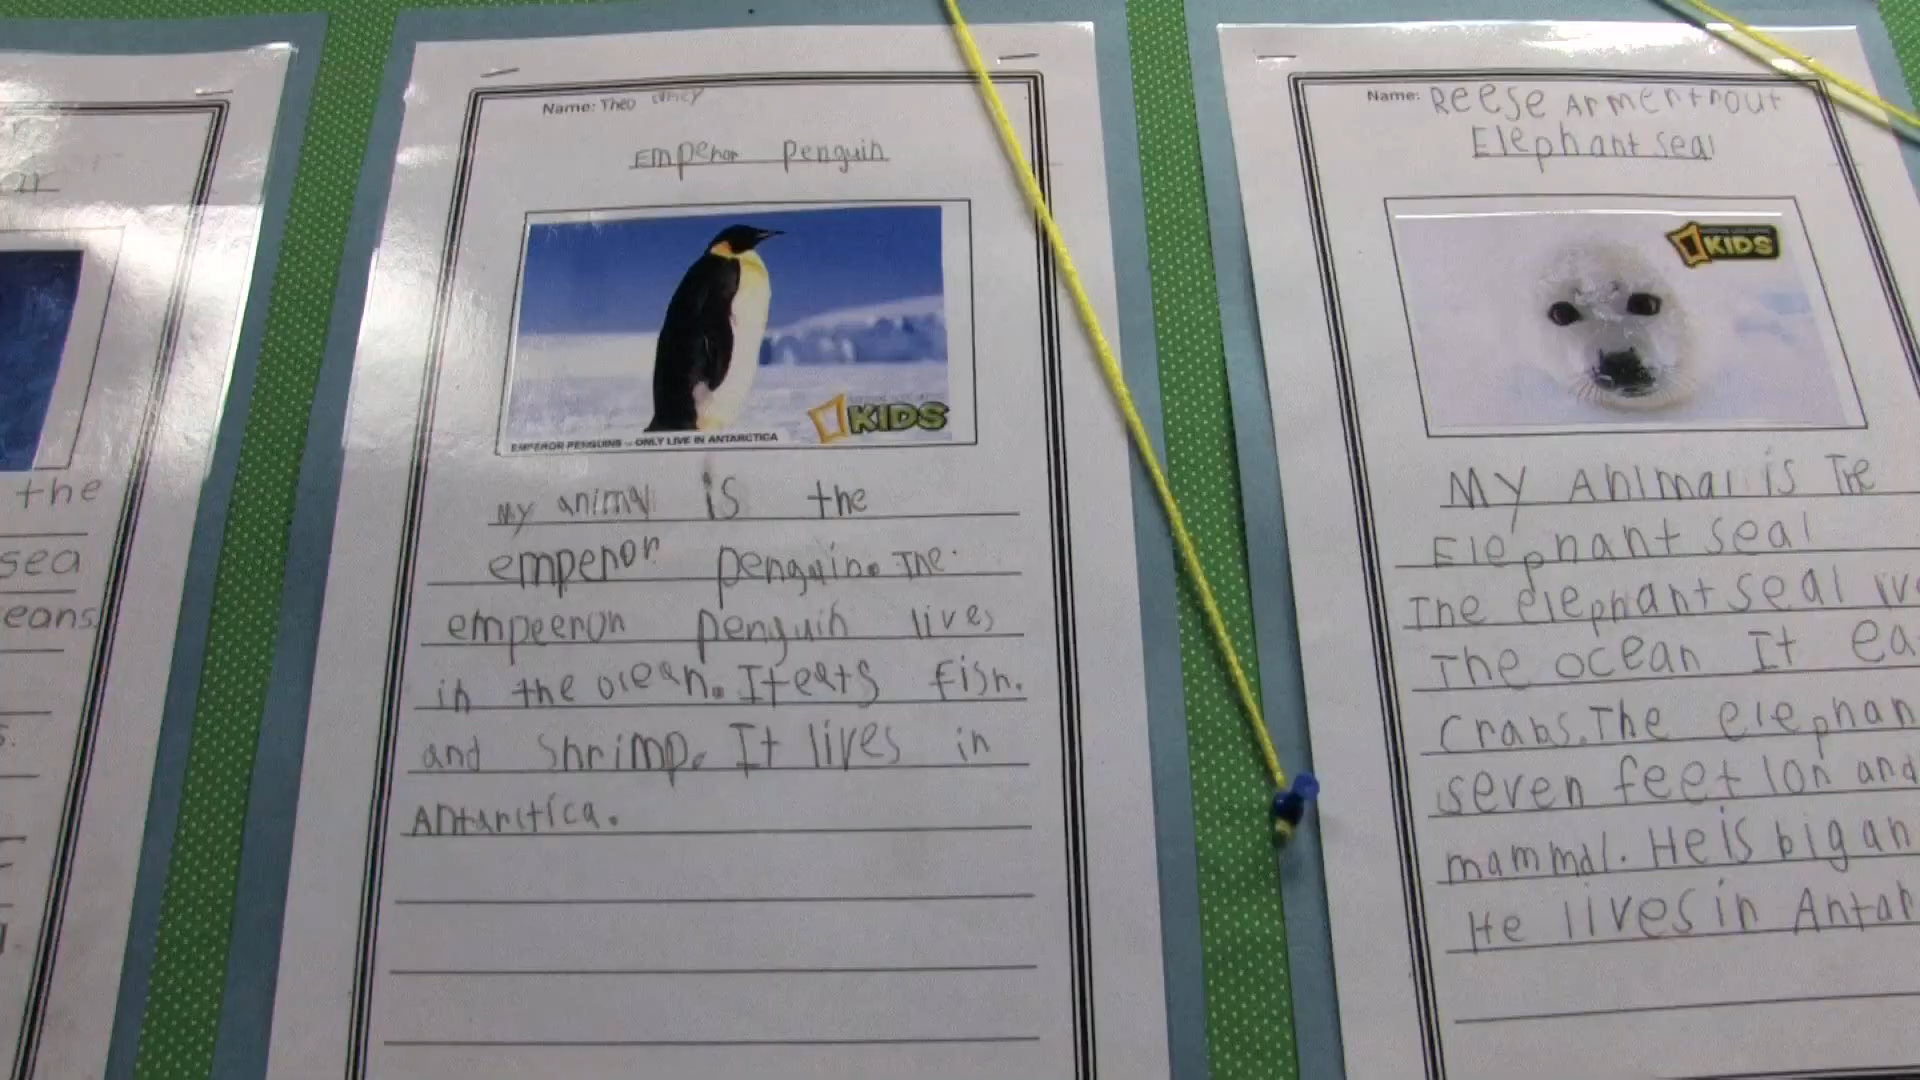 the
sea
eans
Name: Theo
Emperor Penguin
KIDS
EMPEROR PENGUINS - ONLY LIVE IN ANTARCTICA
My animal is the
emperor penguin. The
empeeron penguin lives
in the ocean. It eats fish.
and Shrimp. It lives in
Antarctica.
Name: REESE Armentrout
Elephant seal
KIDS
MY ANImal is The
Elephant seal
The elephant seal
The ocean It
crabs. The elephan
seven feet lon and
mammal. He is big an
He lives in Antar